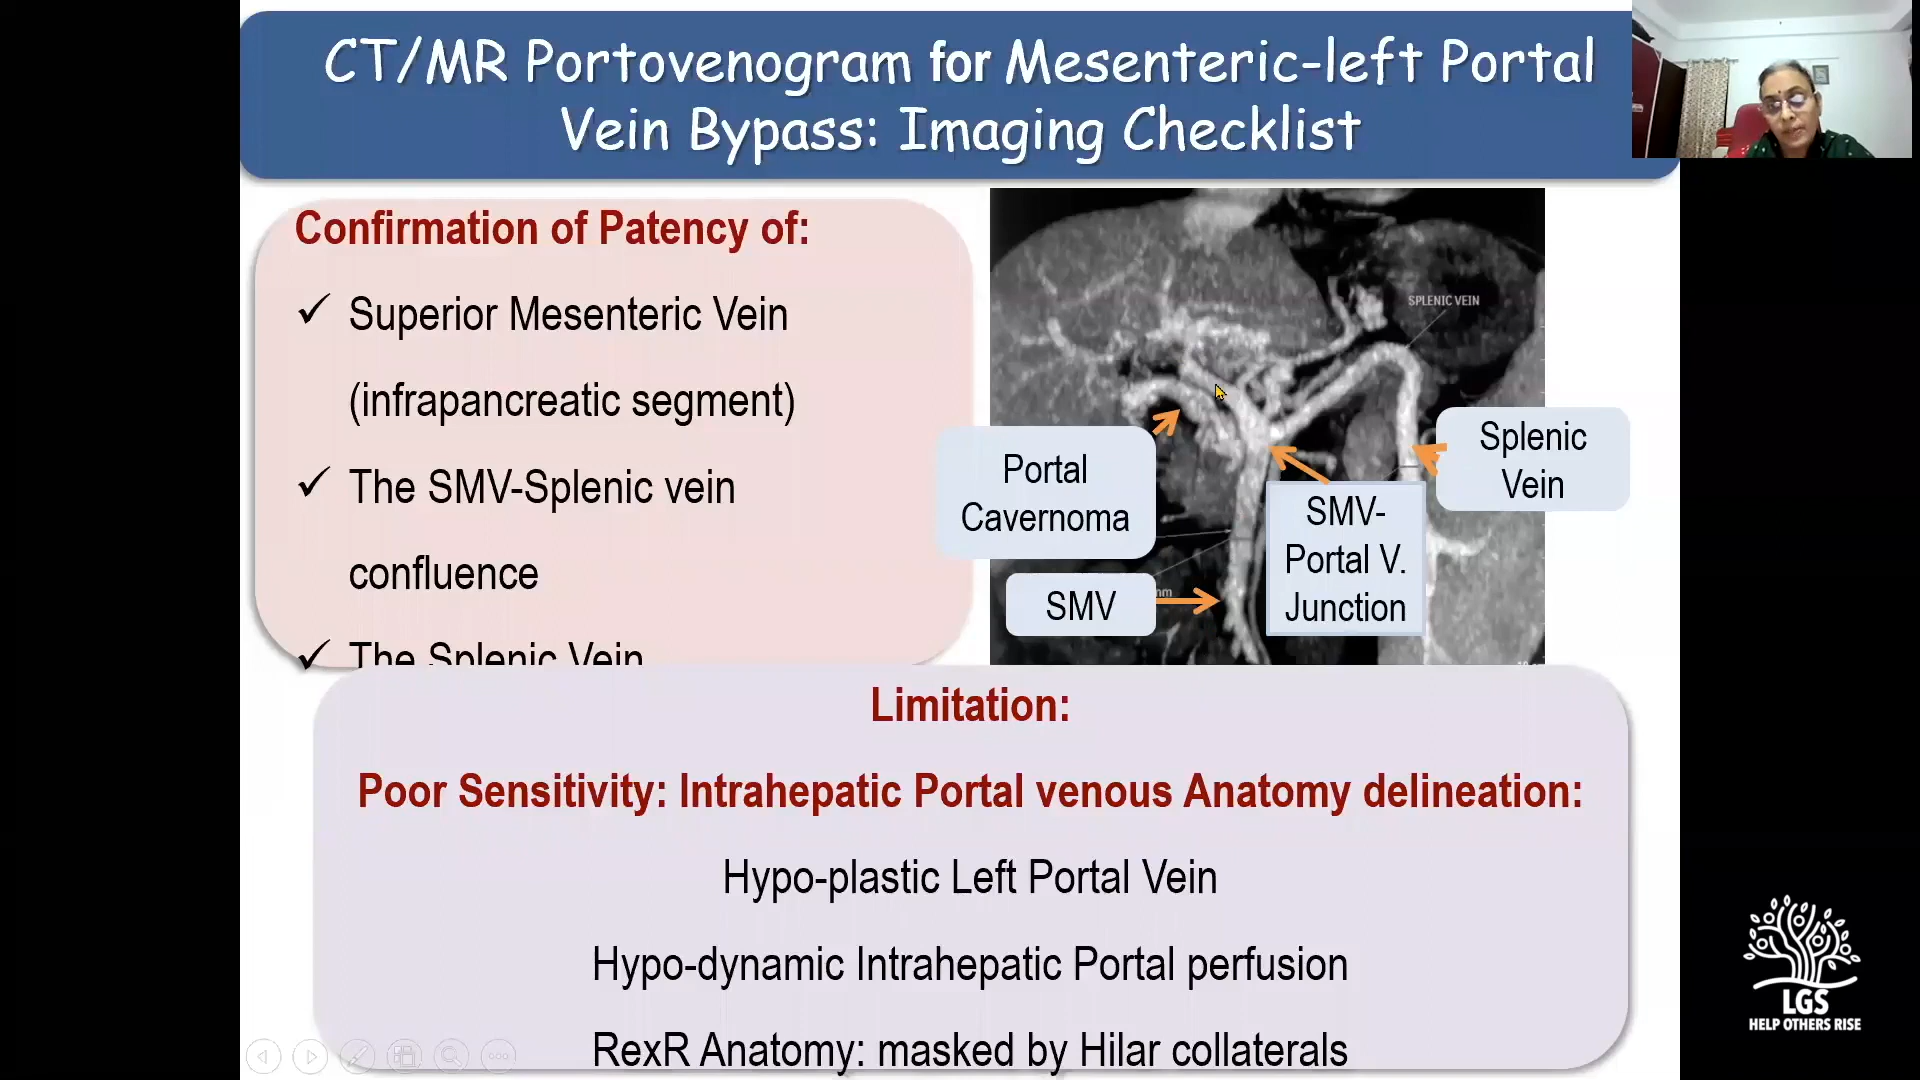 CT/MR Portovenogram for Mesenteric-left Portal
Vein Bypass: Imaging Checklist
Confirmation of Patency of:
✓ Superior Mesenteric Vein
(infrapancreatic segment)
✓ The SMV-Splenic vein
confluence
✓ The Splenic Vein
SPLENIC VEIN
Portal
Cavernoma
Splenic
Vein
SMV-
Portal V.
Junction
SMV
mm
Limitation:
Poor Sensitivity: Intrahepatic Portal venous Anatomy delineation:
Hypo-plastic Left Portal Vein
Hypo-dynamic Intrahepatic Portal perfusion
RexR Anatomy: masked by Hilar collaterals
LGS
HELP OTHERS RISE